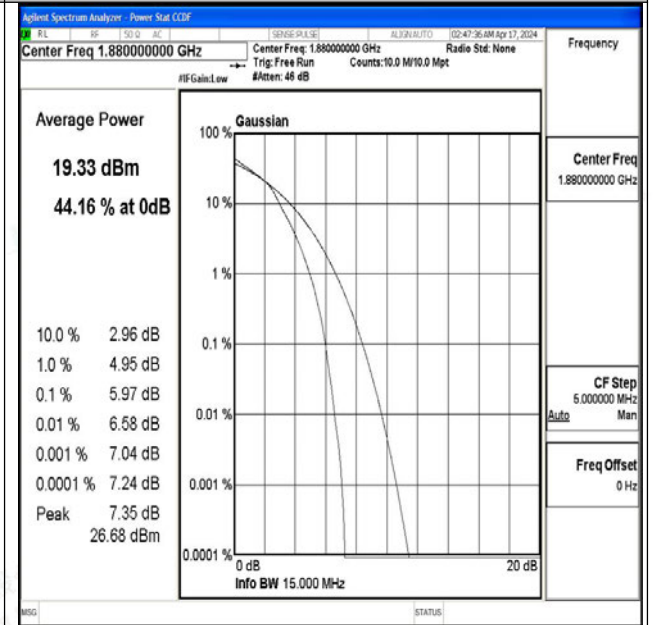 Agilent Spectrum Analyzer - Power Stat CCDF
RL RF 50 Ω AC SENSE:PULSE ALIGN AUTO 02:47:36 AM Apr 17, 2024
Center Freq 1.880000000 GHz
Center Freq: 1.880000000 GHz Radio Std: None
Trig: Free Run Counts:10.0 M/10.0 Mpt
#IFGain:Low #Atten: 46 dB
Frequency
Average Power
19.33 dBm
44.16 % at 0dB
10.0 % 2.96 dB
1.0 % 4.95 dB
0.1 % 5.97 dB
0.01 % 6.58 dB
0.001 % 7.04 dB
0.0001 % 7.24 dB
Peak 7.35 dB
26.68 dBm
Gaussian
100 %
10 %
1 %
0.1 %
0.01 %
0.001 %
0.0001 %
0 dB 20 dB
Info BW 15.000 MHz
Center Freq
1.880000000 GHz
CF Step
5.000000 MHz
Auto Man
Freq Offset
0 Hz
MSG STATUS